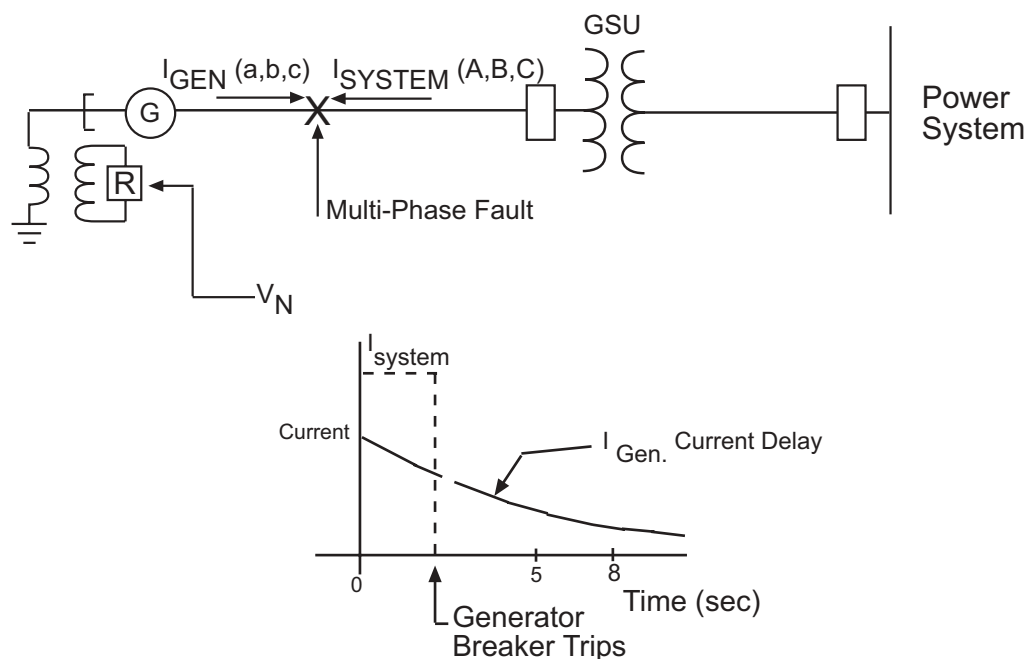 GSU
I GEN (a,b,c)
I SYSTEM (A,B,C)
G
X
Power
System
R
Multi-Phase Fault
V N
I system
Current
I Gen. Current Delay
0
5
8
Time (sec)
Generator
Breaker Trips